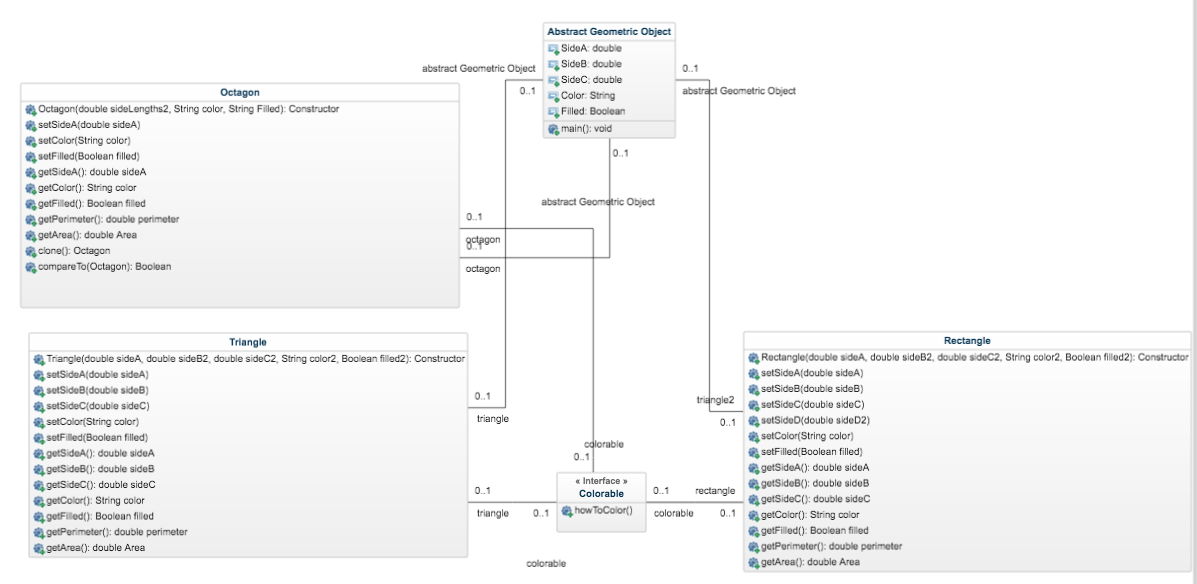 Abstract Geometric Object
SideA: double
SideB: double
SideC: double
Color: String
Filled: Boolean
main(): void
abstract Geometric Object
0..1
0..1
abstract Geometric Object
0..1
abstract Geometric Object
Octagon
Octagon(double sideLengths2, String color, String Filled): Constructor
setSideA(double sideA)
setColor(String color)
setFilled(Boolean filled)
getSideA(): double sideA
getColor(): String color
getFilled(): Boolean filled
getPerimeter(): double perimeter
getArea(): double Area
clone(): Octagon
compareTo(Octagon): Boolean
0..1
octagon
0..1
octagon
Triangle
Triangle(double sideA, double sideB2, double sideC2, String color2, Boolean filled2): Constructor
setSideA(double sideA)
setSideB(double sideB)
setSideC(double sideC)
setColor(String color)
setFilled(Boolean filled)
getSideA(): double sideA
getSideB(): double sideB
getSideC(): double sideC
getColor(): String color
getFilled(): Boolean filled
getPerimeter(): double perimeter
getArea(): double Area
0..1
triangle
0..1
triangle
colorable
0..1
« Interface »
Colorable
howToColor()
0..1
colorable
0..1
colorable
rectangle
0..1
triangle2
0..1
Rectangle
Rectangle(double sideA, double sideB2, double sideC2, String color2, Boolean filled2): Constructor
setSideA(double sideA)
setSideB(double sideB)
setSideC(double sideC)
setSideD(double sideD2)
setColor(String color)
setFilled(Boolean filled)
getSideA(): double sideA
getSideB(): double sideB
getSideC(): double sideC
getColor(): String color
getFilled(): Boolean filled
getPerimeter(): double perimeter
getArea(): double Area